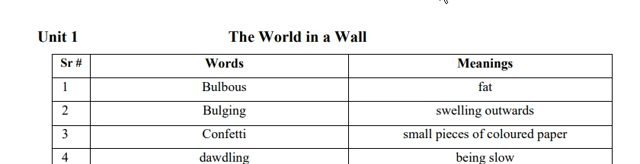 Unit 1 The World in a Wall
Sr # Words Meanings
1 Bulbous fat
2 Bulging swelling outwards
3 Confetti small pieces of coloured paper
4 dawdling being slow